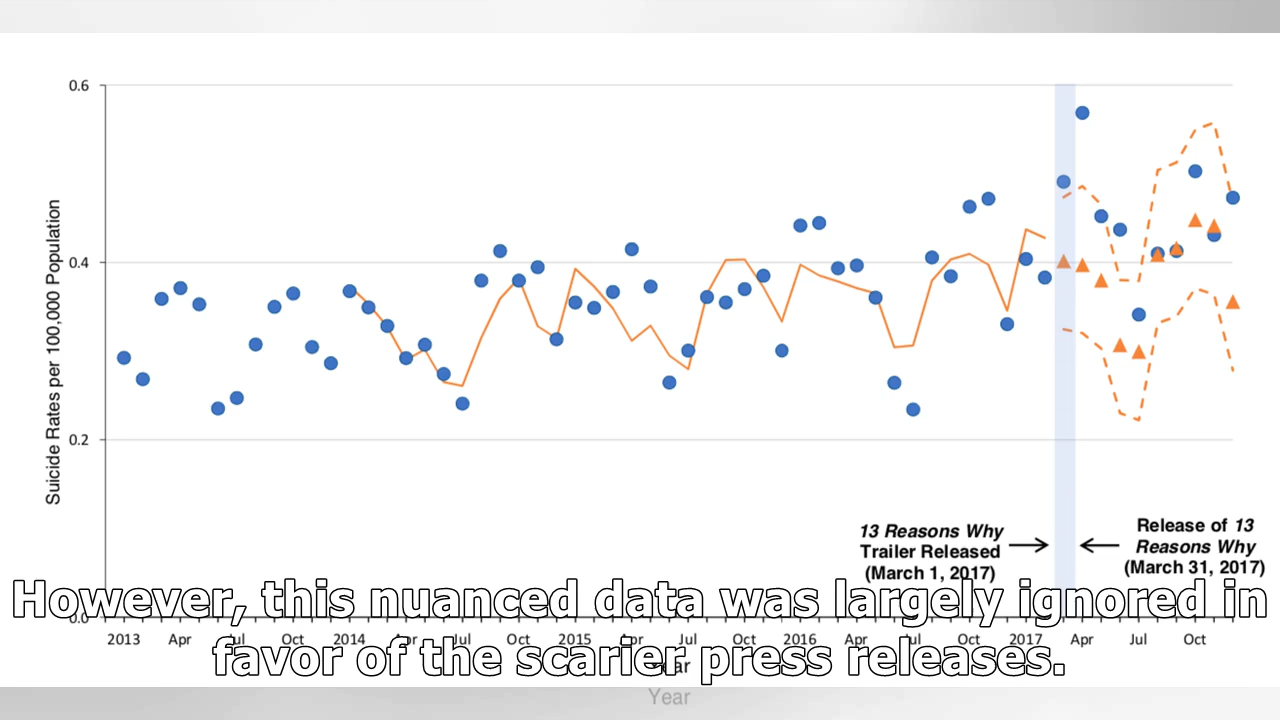 0.6
0.4
0.2
0.0
Suicide Rates per 100,000 Population
13 Reasons Why
Trailer Released
(March 1, 2017)
Release of 13
Reasons Why
(March 31, 2017)
However, this nuanced data was largely ignored in
favor of the scarier press releases.
2013 Apr Jul Oct 2014 Apr Jul Oct 2015 Apr Jul Oct 2016 Apr Jul Oct 2017 Apr Jul Oct
Year
Year